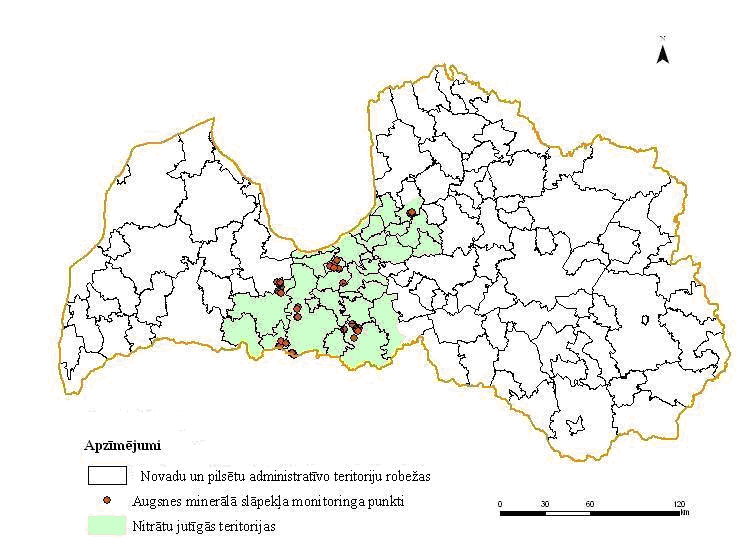 N
Apzīmējumi
Novadu un pilsētu administratīvo teritoriju robežas
Augsnes minerālā slāpekļa monitoringa punkti
Nitrātu jutīgās teritorijas
0 30 60 120
km